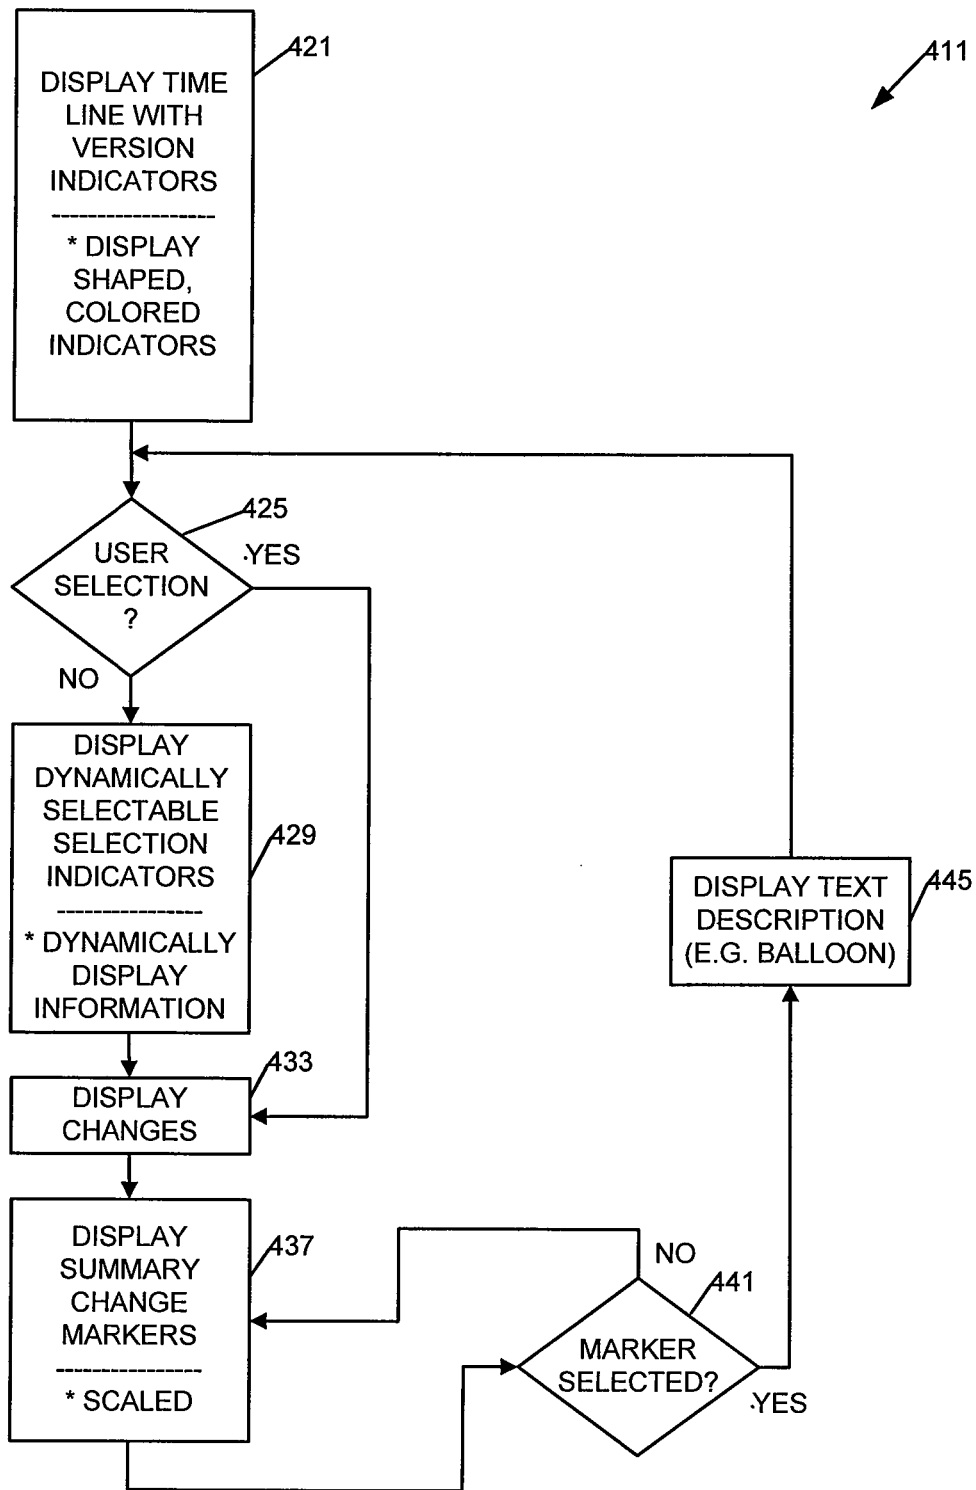 421
411
DISPLAY TIME
LINE WITH
VERSION
INDICATORS
-------------------
* DISPLAY
SHAPED,
COLORED
INDICATORS
425
USER
SELECTION
?
YES
NO
DISPLAY
DYNAMICALLY
SELECTABLE
SELECTION
INDICATORS
-----------------
* DYNAMICALLY
DISPLAY
INFORMATION
429
DISPLAY TEXT
DESCRIPTION
(E.G. BALLOON)
445
433
DISPLAY
CHANGES
DISPLAY
SUMMARY
CHANGE
MARKERS
-----------------
* SCALED
437
NO
441
MARKER
SELECTED?
YES